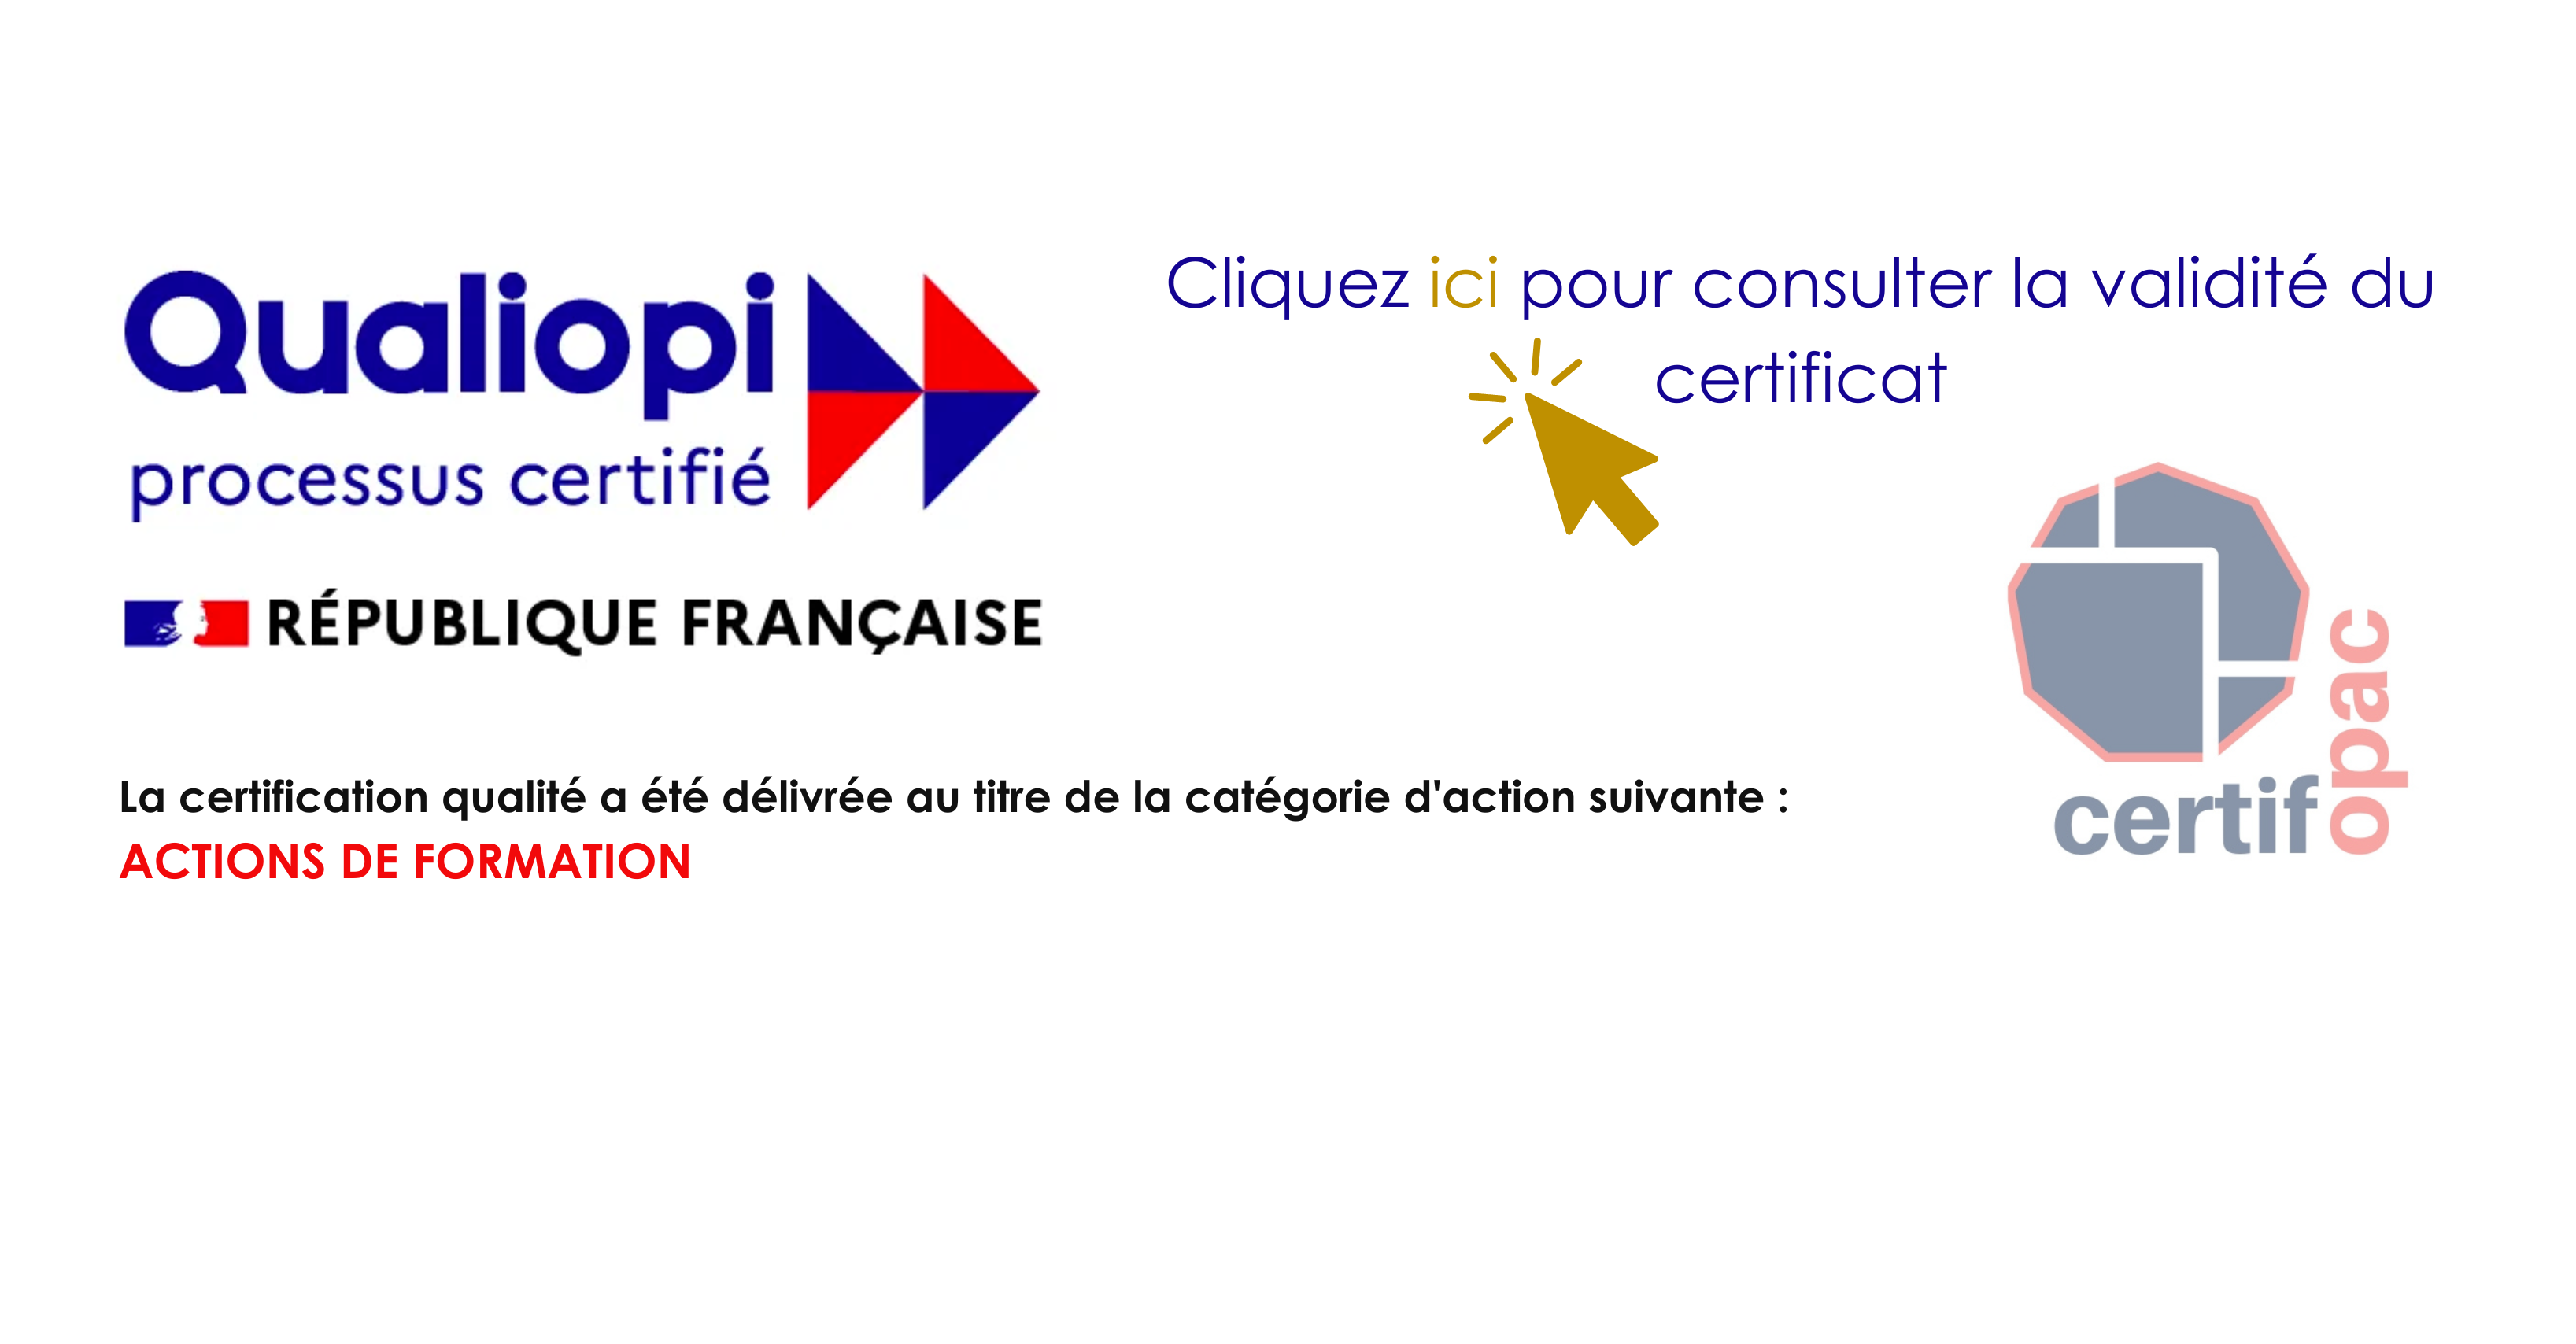 Qualiopi
processus certifié
RÉPUBLIQUE FRANÇAISE
Cliquez ici pour consulter la validité du
certificat
certif
opac
La certification qualité a été délivrée au titre de la catégorie d'action suivante :
ACTIONS DE FORMATION